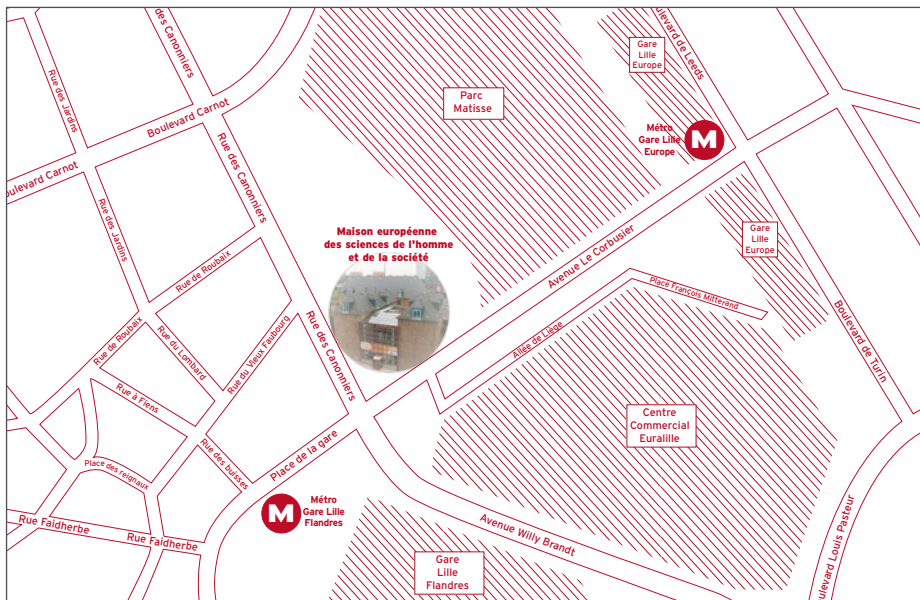 des Canonniers
Rue des Jardins
Boulevard Carnot
Boulevard Carnot
Rue des Canonniers
Rue des Jardins
Parc
Matisse
Gare
Lille
Europe
Boulevard de Leeds
Métro
Gare Lille
Europe
M
Gare
Lille
Europe
Maison européenne
des sciences de l'homme
et de la société
Rue de Roubaix
Avenue Le Corbusier
Place François Mitterand
Boulevard de Turin
Rue de Roubaix
Rue du Lombard
Rue du Vieux Faubourg
Rue des Canonniers
Allée de Liège
Rue à Fiens
Centre
Commercial
Euralille
Place de la gare
Rue des buisses
Place des reignaux
Rue Faidherbe
Rue Faidherbe
M
Métro
Gare Lille
Flandres
Avenue Willy Brandt
Gare
Lille
Flandres
Boulevard Louis Pasteur